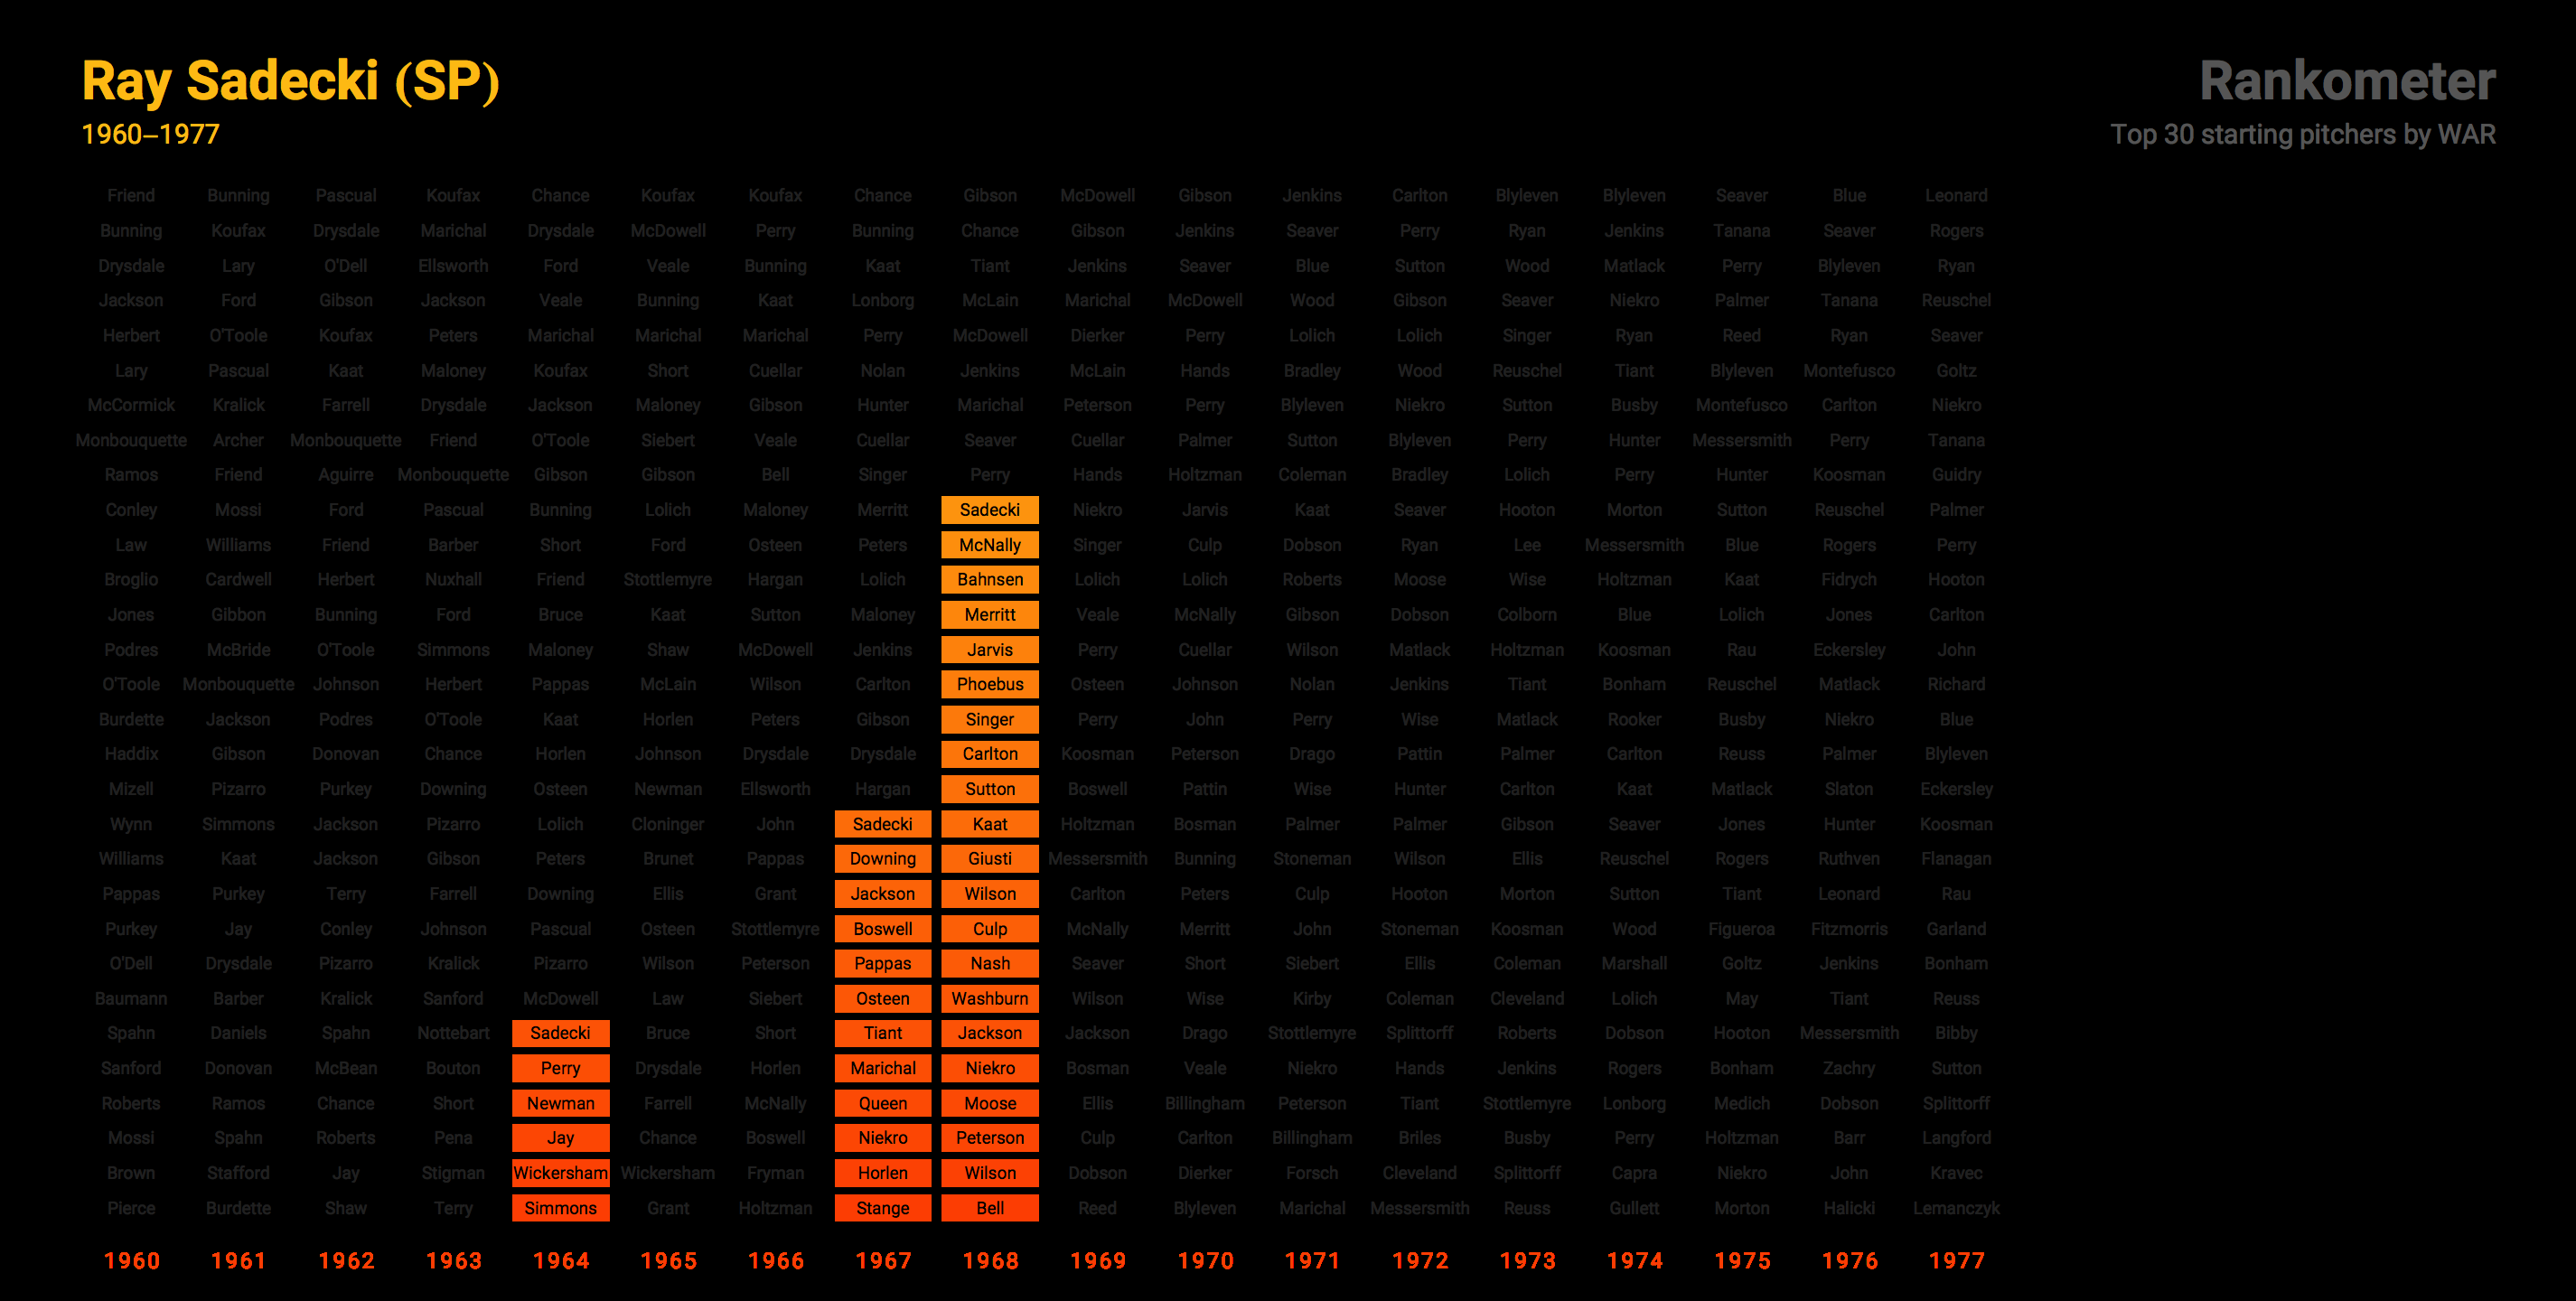 Ray Sadecki (SP)
1960–1977
Rankometer
Top 30 starting pitchers by WAR
Friend Bunning Pascual Koufax Chance Koufax Koufax Chance Gibson McDowell Gibson Jenkins Carlton Blyleven Blyleven Seaver Blue Leonard
Bunning Koufax Drysdale Marichal Drysdale McDowell Perry Bunning Chance Gibson Jenkins Seaver Perry Ryan Jenkins Tanana Seaver Rogers
Drysdale Lary O'Dell Ellsworth Ford Veale Bunning Kaat Tiant Jenkins Seaver Blue Sutton Wood Matlack Perry Blyleven Ryan
Jackson Ford Gibson Jackson Veale Bunning Kaat Lonborg McLain Marichal McDowell Wood Gibson Seaver Niekro Palmer Tanana Reuschel
Herbert O'Toole Koufax Peters Marichal Marichal Marichal Perry McDowell Dierker Perry Lolich Lolich Singer Ryan Reed Ryan Seaver
Lary Pascual Kaat Maloney Koufax Short Cuellar Nolan Jenkins McLain Hands Bradley Wood Reuschel Tiant Blyleven Montefusco Goltz
McCormick Kralick Farrell Drysdale Jackson Maloney Gibson Hunter Marichal Peterson Perry Blyleven Niekro Sutton Busby Montefusco Carlton Niekro
Monbouquette Archer Monbouquette Friend O'Toole Siebert Veale Cuellar Seaver Cuellar Palmer Sutton Blyleven Perry Hunter Messersmith Perry Tanana
Ramos Friend Aguirre Monbouquette Gibson Gibson Bell Singer Perry Hands Holtzman Coleman Bradley Lolich Perry Hunter Koosman Guidry
Conley Mossi Ford Pascual Bunning Lolich Maloney Merritt Sadecki Niekro Jarvis Kaat Seaver Hooton Morton Sutton Reuschel Palmer
Law Williams Friend Barber Short Ford Osteen Peters McNally Singer Culp Dobson Ryan Lee Messersmith Blue Rogers Perry
Broglio Cardwell Herbert Nuxhall Friend Stottlemyre Hargan Lolich Bahnsen Lolich Lolich Roberts Moose Wise Holtzman Kaat Fidrych Hooton
Jones Gibbon Bunning Ford Bruce Kaat Sutton Maloney Merritt Veale McNally Gibson Dobson Colborn Blue Lolich Jones Carlton
Podres McBride O'Toole Simmons Maloney Shaw McDowell Jenkins Jarvis Perry Cuellar Wilson Matlack Holtzman Koosman Rau Eckersley John
O'Toole Monbouquette Johnson Herbert Pappas McLain Wilson Carlton Phoebus Osteen Johnson Nolan Jenkins Tiant Bonham Reuschel Matlack Richard
Burdette Jackson Podres O'Toole Kaat Horlen Peters Gibson Singer Perry John Perry Wise Matlack Rooker Busby Niekro Blue
Haddix Gibson Donovan Chance Horlen Johnson Drysdale Drysdale Carlton Koosman Peterson Drago Pattin Palmer Carlton Reuss Palmer Blyleven
Mizell Pizarro Purkey Downing Osteen Newman Ellsworth Hargan Sutton Boswell Pattin Wise Hunter Carlton Kaat Matlack Slaton Eckersley
Wynn Simmons Jackson Pizarro Lolich Cloninger John Sadecki Kaat Holtzman Bosman Palmer Palmer Gibson Seaver Jones Hunter Koosman
Williams Kaat Jackson Gibson Peters Brunet Pappas Downing Giusti Messersmith Bunning Stoneman Wilson Ellis Reuschel Rogers Ruthven Flanagan
Pappas Purkey Terry Farrell Downing Ellis Grant Jackson Wilson Carlton Peters Culp Hooton Morton Sutton Tiant Leonard Rau
Purkey Jay Conley Johnson Pascual Osteen Stottlemyre Boswell Culp McNally Merritt John Stoneman Koosman Wood Figueroa Fitzmorris Garland
O'Dell Drysdale Pizarro Kralick Pizarro Wilson Peterson Pappas Nash Seaver Short Siebert Ellis Coleman Marshall Goltz Jenkins Bonham
Baumann Barber Kralick Sanford McDowell Law Siebert Osteen Washburn Wilson Wise Kirby Coleman Cleveland Lolich May Tiant Reuss
Spahn Daniels Spahn Nottebart Sadecki Bruce Short Tiant Jackson Jackson Drago Stottlemyre Splittorff Roberts Dobson Hooton Messersmith Bibby
Sanford Donovan McBean Bouton Perry Drysdale Horlen Marichal Niekro Bosman Veale Niekro Hands Jenkins Rogers Bonham Zachry Sutton
Roberts Ramos Chance Short Newman Farrell McNally Queen Moose Ellis Billingham Peterson Tiant Stottlemyre Lonborg Medich Dobson Splittorff
Mossi Spahn Roberts Pena Jay Chance Boswell Niekro Peterson Culp Carlton Billingham Briles Busby Perry Holtzman Barr Langford
Brown Stafford Jay Stigman Wickersham Wickersham Fryman Horlen Wilson Dobson Dierker Forsch Cleveland Splittorff Capra Niekro John Kravec
Pierce Burdette Shaw Terry Simmons Grant Holtzman Stange Bell Reed Blyleven Marichal Messersmith Reuss Gullett Morton Halicki Lemanczyk
1960 1961 1962 1963 1964 1965 1966 1967 1968 1969 1970 1971 1972 1973 1974 1975 1976 1977